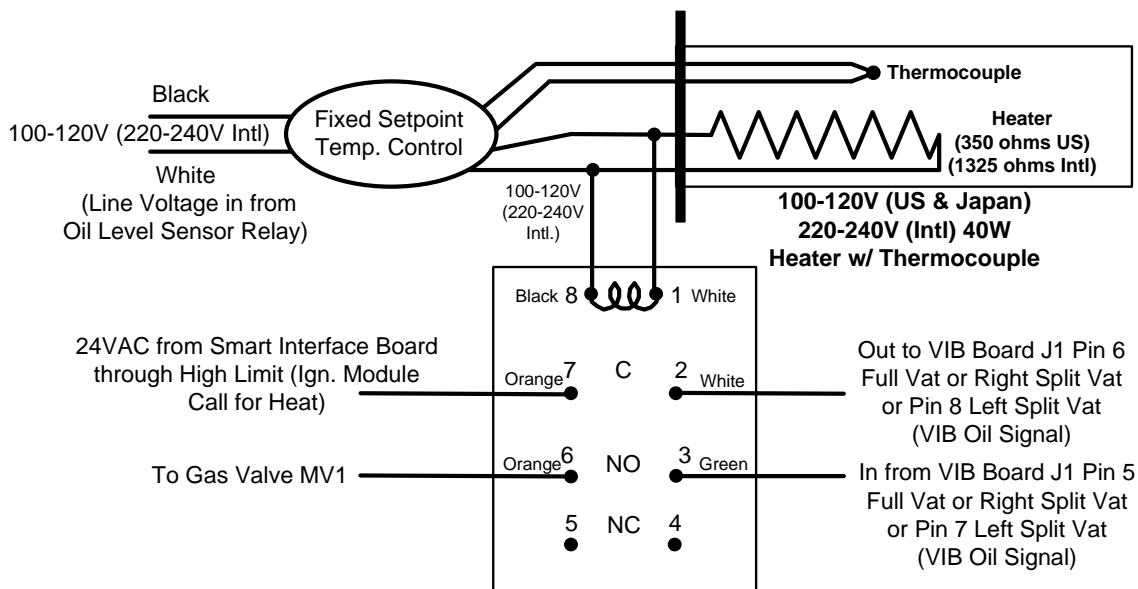 Black
100-120V (220-240V Intl)
White
(Line Voltage in from
Oil Level Sensor Relay)
Fixed Setpoint
Temp. Control
Thermocouple
Heater
(350 ohms US)
(1325 ohms Intl)
100-120V
(220-240V
Intl.)
100-120V (US & Japan)
220-240V (Intl) 40W
Heater w/ Thermocouple
Black 8 1 White
24VAC from Smart Interface Board
through High Limit (Ign. Module
Call for Heat)
Orange 7 C 2 White
Out to VIB Board J1 Pin 6
Full Vat or Right Split Vat
or Pin 8 Left Split Vat
(VIB Oil Signal)
To Gas Valve MV1
Orange 6 NO 3 Green
In from VIB Board J1 Pin 5
Full Vat or Right Split Vat
or Pin 7 Left Split Vat
(VIB Oil Signal)
5 NC 4